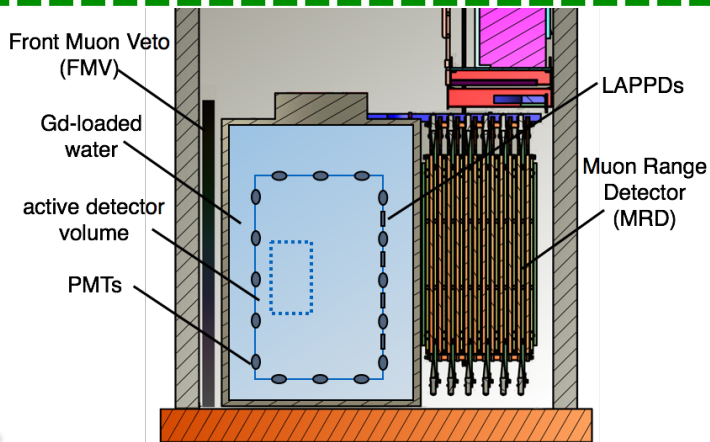 Front Muon Veto
(FMV)
Gd-loaded
water
active detector
volume
PMTs
LAPPDs
Muon Range
Detector
(MRD)